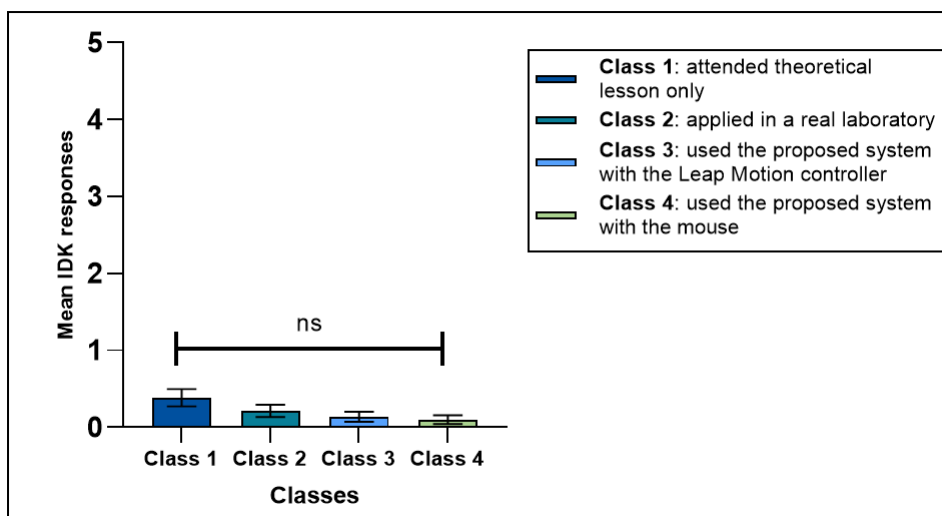 5
4
3
2
1
0
Mean IDK responses
ns
Class 1
Class 2
Class 3
Class 4
Classes
Class 1: attended theoretical
lesson only
Class 2: applied in a real laboratory
Class 3: used the proposed system
with the Leap Motion controller
Class 4: used the proposed system
with the mouse